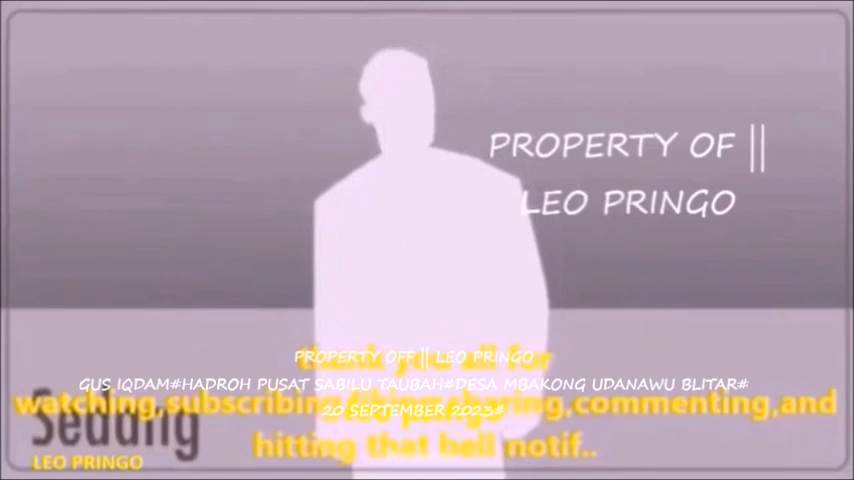 PROPERTY OF ||
LEO PRINGO
PROPERTY OFF || LEO PRINGO
thank you all for
GUS IQDAM#HADROH PUSAT SABILU TAUBAH#DESA MBAKONG UDANAWU BLITAR#
watching,subscribing,sharing,commenting,and
20 SEPTEMBER 2023#
Sedang
hitting that bell notif..
LEO PRINGO